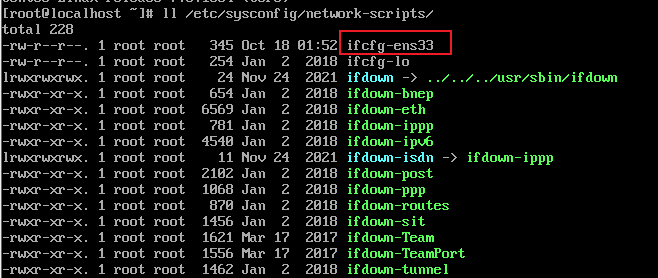 [root@localhost ~]# ll /etc/sysconfig/network-scripts/
total 228
-rw-r--r--. 1 root root 345 Oct 18 01:52 ifcfg-ens33
-rw-r--r--. 1 root root 254 Jan 2 2018 ifcfg-lo
lrwxrwxrwx. 1 root root 24 Nov 24 2021 ifdown -> ../../../usr/sbin/ifdown
-rwxr-xr-x. 1 root root 654 Jan 2 2018 ifdown-bnep
-rwxr-xr-x. 1 root root 6569 Jan 2 2018 ifdown-eth
-rwxr-xr-x. 1 root root 781 Jan 2 2018 ifdown-ippp
-rwxr-xr-x. 1 root root 4540 Jan 2 2018 ifdown-ipv6
lrwxrwxrwx. 1 root root 11 Nov 24 2021 ifdown-isdn -> ifdown-ippp
-rwxr-xr-x. 1 root root 2102 Jan 2 2018 ifdown-post
-rwxr-xr-x. 1 root root 1068 Jan 2 2018 ifdown-ppp
-rwxr-xr-x. 1 root root 870 Jan 2 2018 ifdown-routes
-rwxr-xr-x. 1 root root 1456 Jan 2 2018 ifdown-sit
-rwxr-xr-x. 1 root root 1621 Mar 17 2017 ifdown-Team
-rwxr-xr-x. 1 root root 1556 Mar 17 2017 ifdown-TeamPort
-rwxr-xr-x. 1 root root 1462 Jan 2 2018 ifdown-tunnel